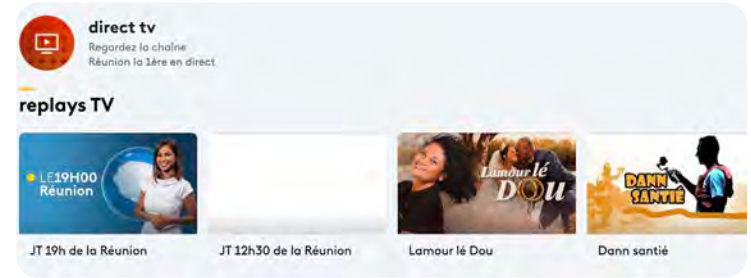 direct tv
Regardez la chaîne
Réunion la 1ère en direct
replays TV
LE19H00
Réunion
Lamour lé
DOU
DANN
SANTIÉ
JT 19h de la Réunion
JT 12h30 de la Réunion
Lamour lé Dou
Dann santié